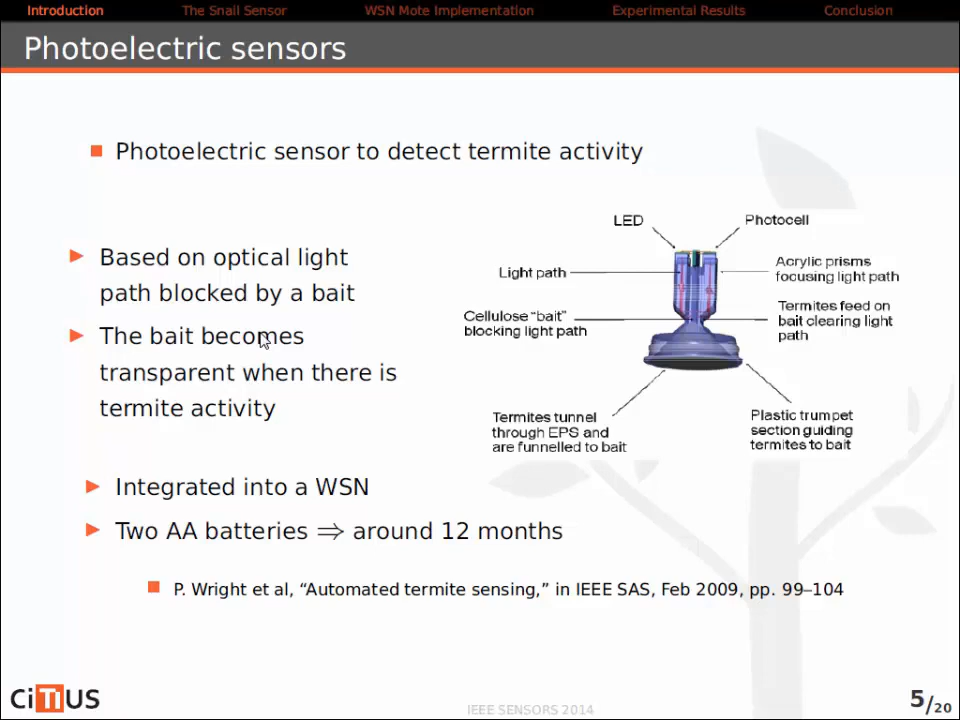 Introduction The Snail Sensor WSN Mote Implementation Experimental Results Conclusion
Photoelectric sensors
Photoelectric sensor to detect termite activity
Based on optical light
path blocked by a bait
The bait becomes
transparent when there is
termite activity
LED
Photocell
Light path
Acrylic prisms
focusing light path
Cellulose "bait"
blocking light path
Termites feed on
bait clearing light
path
Termites tunnel
through EPS and
are funnelled to bait
Plastic trumpet
section guiding
termites to bait
Integrated into a WSN
Two AA batteries ⇒ around 12 months
P. Wright et al, “Automated termite sensing,” in IEEE SAS, Feb 2009, pp. 99–104
CiTIUS
IEEE SENSORS 2014
5/20